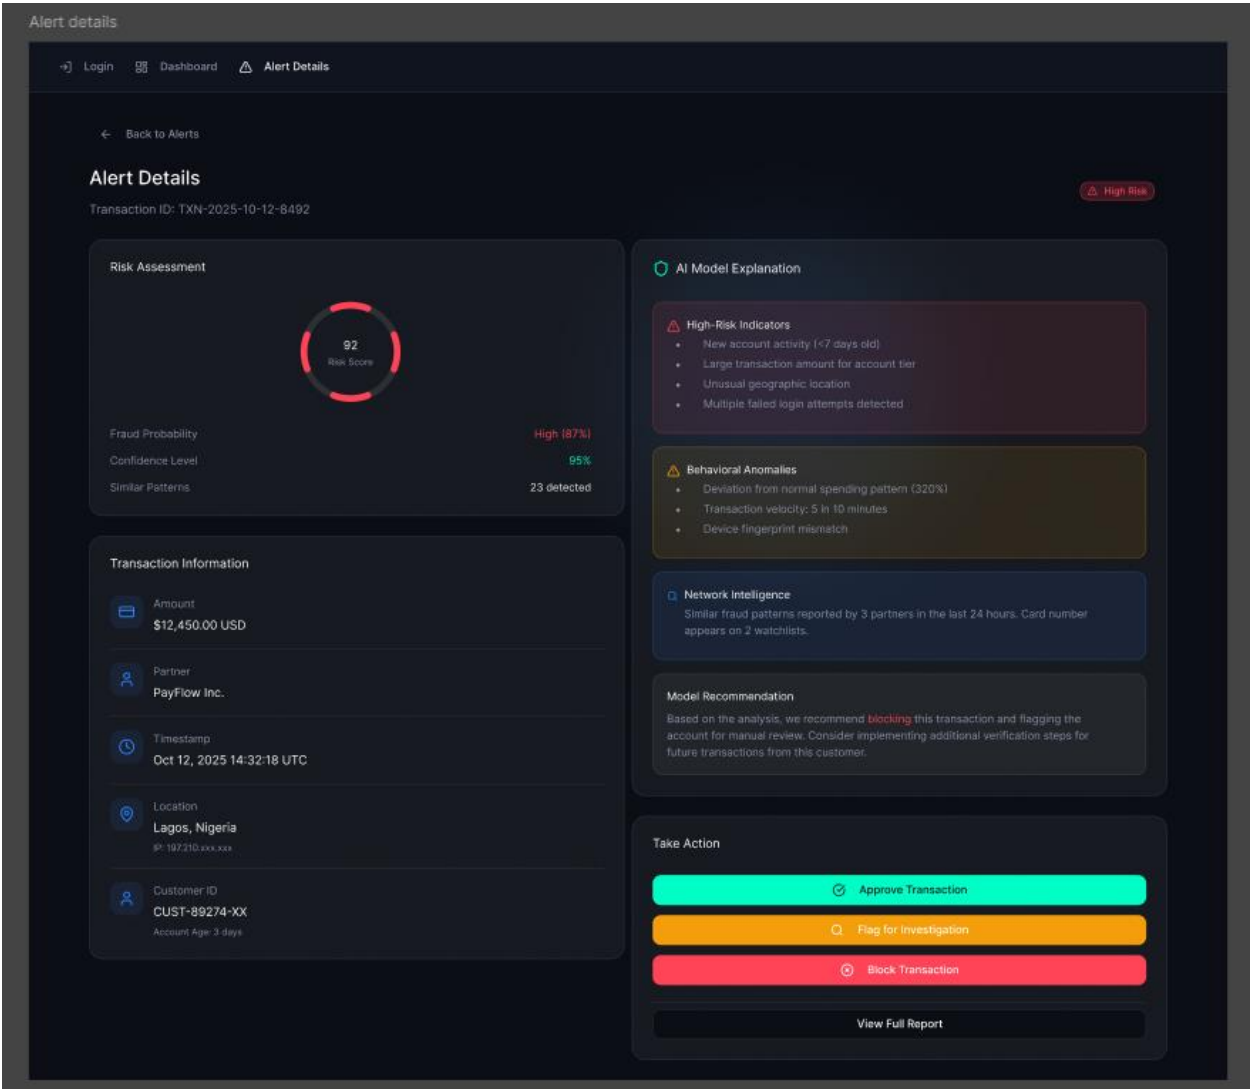 Alert details
Login
Dashboard
Alert Details
Back to Alerts
Alert Details
Transaction ID: TXN-2025-10-12-8492
High Risk
Risk Assessment
92
Risk Score
Fraud Probability
High (87%)
Confidence Level
95%
Similar Patterns
23 detected
Transaction Information
Amount
$12,450.00 USD
Partner
PayFlow Inc.
Timestamp
Oct 12, 2025 14:32:18 UTC
Location
Lagos, Nigeria
IP: 197.210.xxx.xxx
Customer ID
CUST-89274-XX
Account Age: 3 days
AI Model Explanation
High-Risk Indicators
• New account activity (<7 days old)
• Large transaction amount for account tier
• Unusual geographic location
• Multiple failed login attempts detected
Behavioral Anomalies
• Deviation from normal spending pattern (320%)
• Transaction velocity: 5 in 10 minutes
• Device fingerprint mismatch
Network Intelligence
Similar fraud patterns reported by 3 partners in the last 24 hours. Card number
appears on 2 watchlists.
Model Recommendation
Based on the analysis, we recommend blocking this transaction and flagging the
account for manual review. Consider implementing additional verification steps for
future transactions from this customer.
Take Action
Approve Transaction
Flag for Investigation
Block Transaction
View Full Report